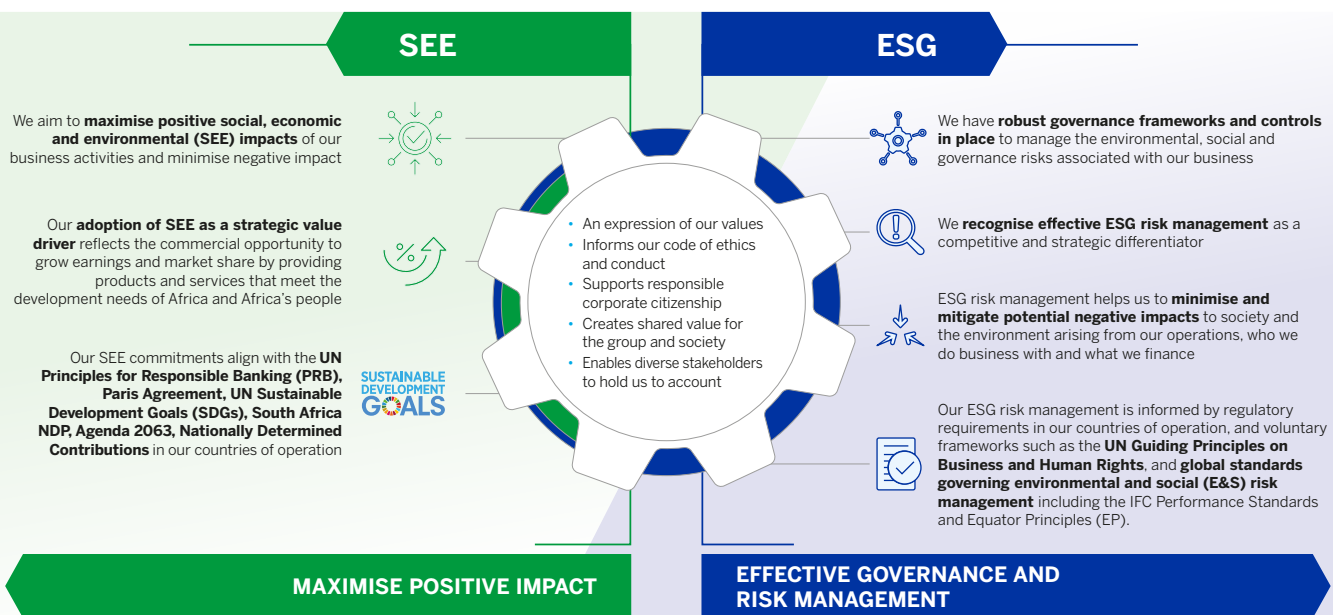 SEE
We aim to maximise positive social, economic
and environmental (SEE) impacts of our
business activities and minimise negative impact
Our adoption of SEE as a strategic value
driver reflects the commercial opportunity to
grow earnings and market share by providing
products and services that meet the
development needs of Africa and Africa's people
%
Our SEE commitments align with the UN
Principles for Responsible Banking (PRB),
Paris Agreement, UN Sustainable
Development Goals (SDGs), South Africa
NDP, Agenda 2063, Nationally Determined
Contributions in our countries of operation
SUSTAINABLE
DEVELOPMENT
GOALS
• An expression of our values
• Informs our code of ethics
and conduct
• Supports responsible
corporate citizenship
• Creates shared value for
the group and society
• Enables diverse stakeholders
to hold us to account
ESG
We have robust governance frameworks and controls
in place to manage the environmental, social and
governance risks associated with our business
We recognise effective ESG risk management as a
competitive and strategic differentiator
ESG risk management helps us to minimise and
mitigate potential negative impacts to society and
the environment arising from our operations, who we
do business with and what we finance
Our ESG risk management is informed by regulatory
requirements in our countries of operation, and voluntary
frameworks such as the UN Guiding Principles on
Business and Human Rights, and global standards
governing environmental and social (E&S) risk
management including the IFC Performance Standards
and Equator Principles (EP).
MAXIMISE POSITIVE IMPACT
EFFECTIVE GOVERNANCE AND
RISK MANAGEMENT